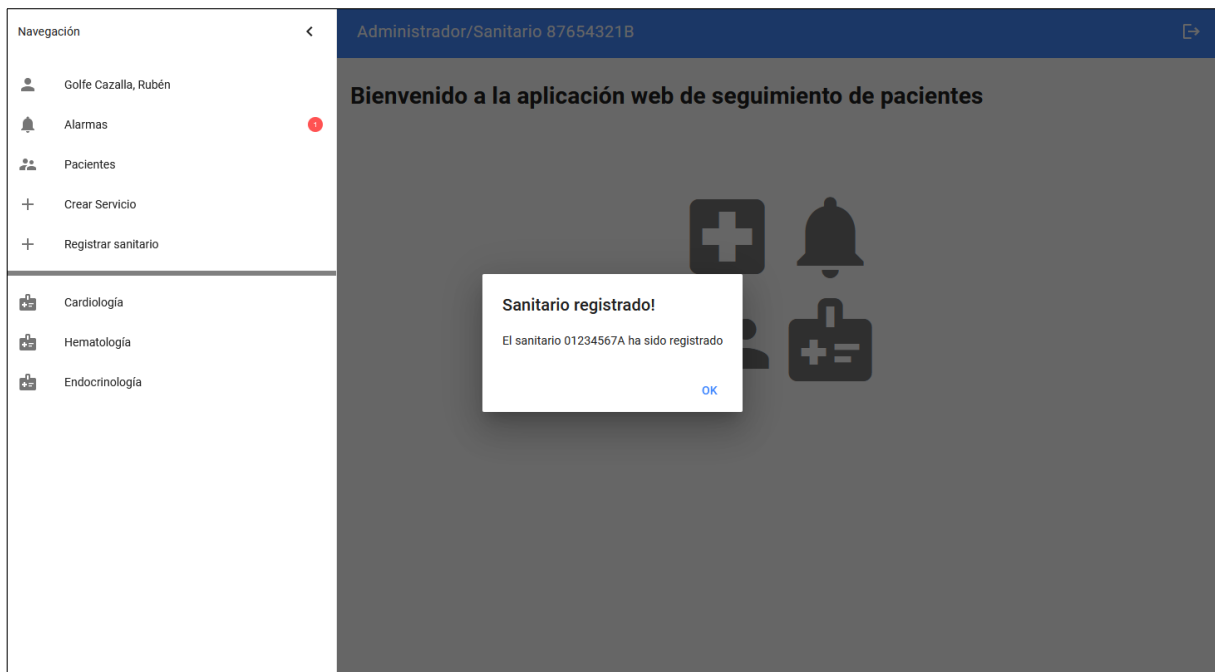 Navegación
Golfe Cazalla, Rubén
Alarmas
1
Pacientes
Crear Servicio
Registrar sanitario
Cardiología
Hematología
Endocrinología
Administrador/Sanitario 87654321B
Bienvenido a la aplicación web de seguimiento de pacientes
Sanitario registrado!
El sanitario 01234567A ha sido registrado
OK